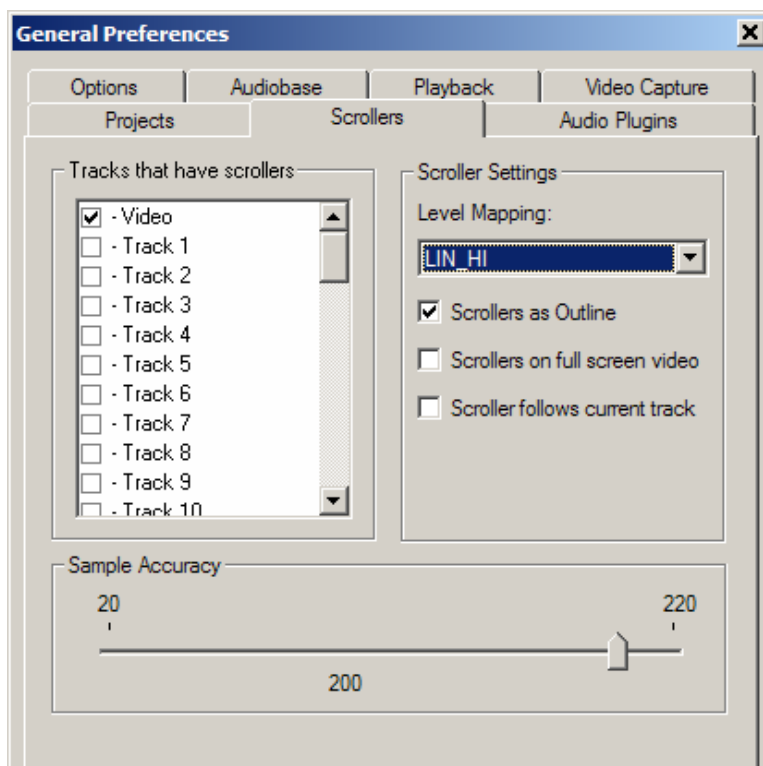 General Preferences
Options Audiobase Playback Video Capture
Projects Scrollers Audio Plugins
Tracks that have scrollers
- Video
- Track 1
- Track 2
- Track 3
- Track 4
- Track 5
- Track 6
- Track 7
- Track 8
- Track 9
- Track 10
Scroller Settings
Level Mapping:
LIN_HI
Scrollers as Outline
Scrollers on full screen video
Scroller follows current track
Sample Accuracy
20 220
200